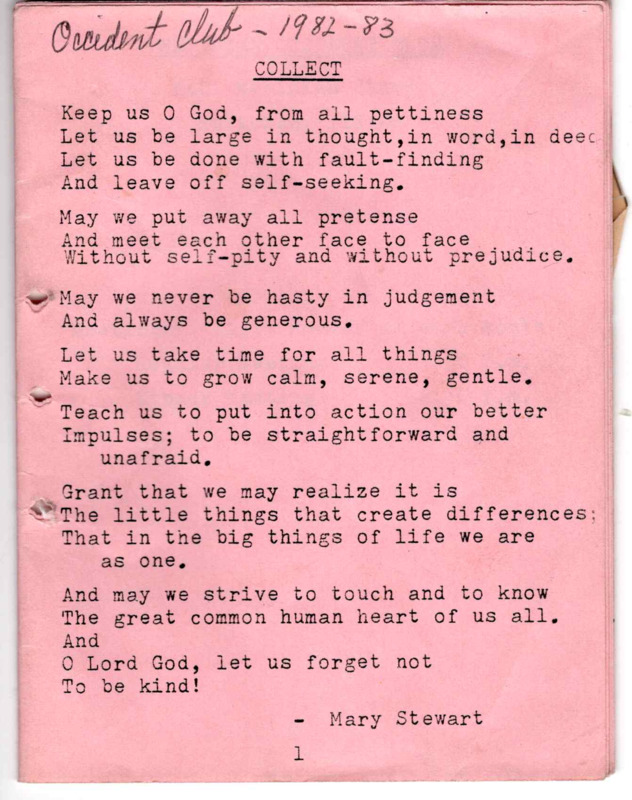 Occident Club - 1982-83
COLLECT
Keep us O God, from all pettiness
Let us be large in thought,in word,in deed
Let us be done with fault-finding
And leave off self-seeking.
May we put away all pretense
And meet each other face to face
Without self-pity and without prejudice.
May we never be hasty in judgement
And always be generous.
Let us take time for all things
Make us to grow calm, serene, gentle.
Teach us to put into action our better
Impulses; to be straightforward and
unafraid.
Grant that we may realize it is
The little things that create differences;
That in the big things of life we are
as one.
And may we strive to touch and to know
The great common human heart of us all.
And
O Lord God, let us forget not
To be kind!
- Mary Stewart
1